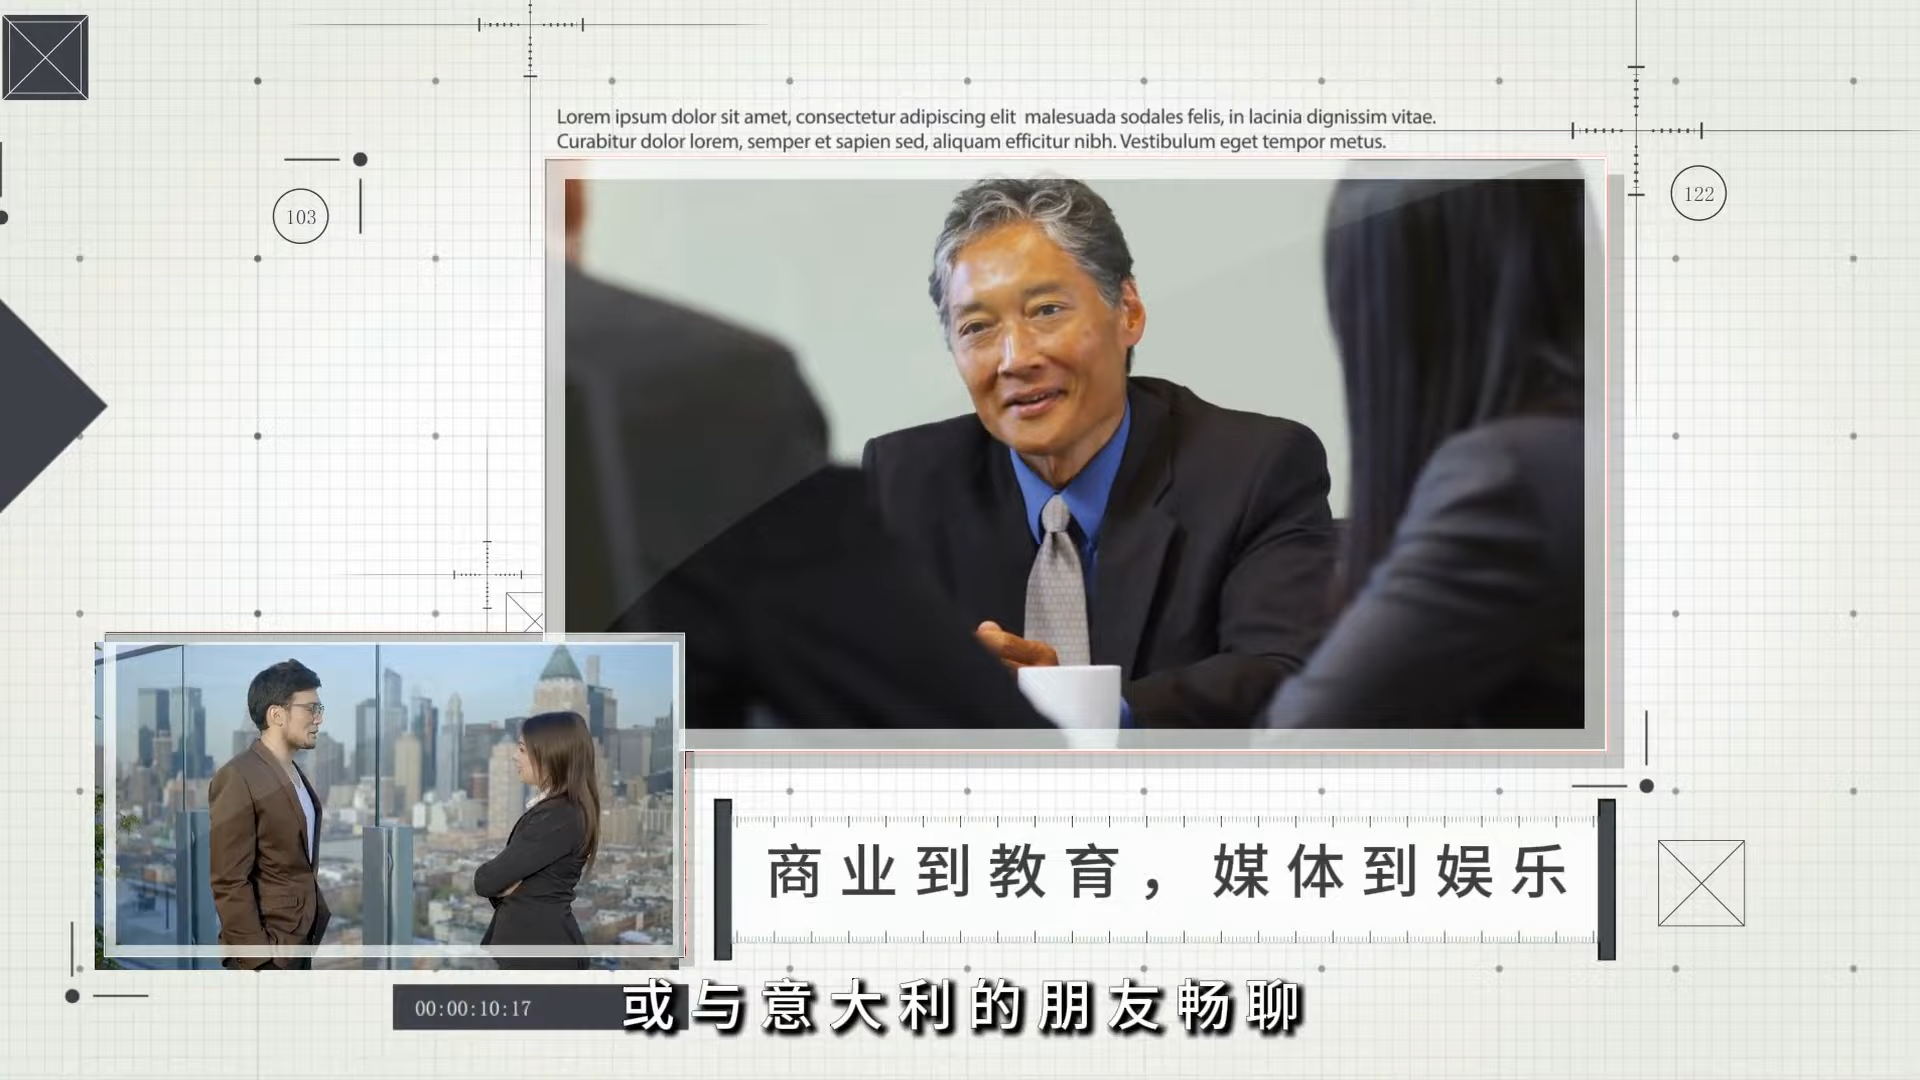 Lorem ipsum dolor sit amet, consectetur adipiscing elit  malesuada sodales felis, in lacinia dignissim vitae.
Curabitur dolor lorem, semper et sapien sed, aliquam efficitur nibh. Vestibulum eget tempor metus.
103
122
商业到教育，媒体到娱乐
00:00:10:17
或与意大利的朋友畅聊